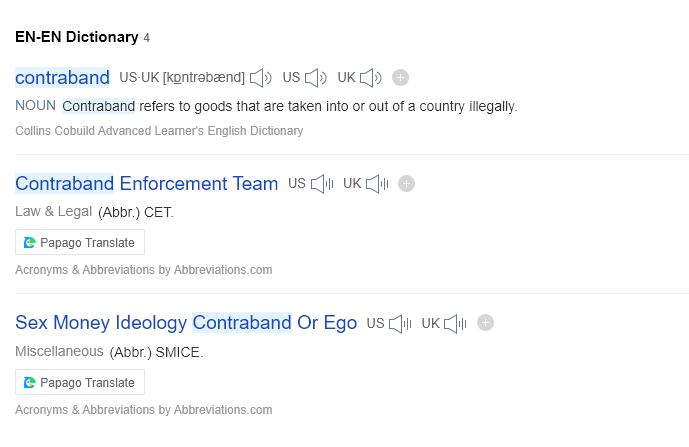 EN-EN Dictionary 4
contraband US·UK [kɒntrəbænd] US UK
NOUN Contraband refers to goods that are taken into or out of a country illegally.
Collins Cobuild Advanced Learner's English Dictionary
Contraband Enforcement Team US UK
Law & Legal (Abbr.) CET.
Papago Translate
Acronyms & Abbreviations by Abbreviations.com
Sex Money Ideology Contraband Or Ego US UK
Miscellaneous (Abbr.) SMICE.
Papago Translate
Acronyms & Abbreviations by Abbreviations.com